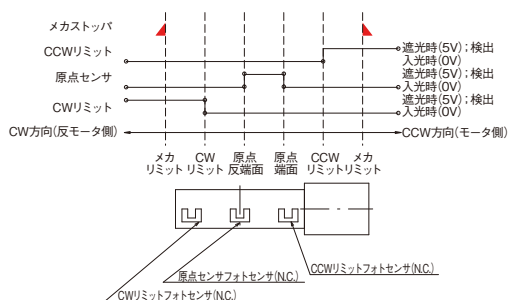 メカストッパ
CCWリミット
遮光時(5V);検出
入光時(0V)
原点センサ
遮光時(5V);検出
入光時(0V)
CWリミット
遮光時(5V);検出
入光時(0V)
CW方向(反モータ側)
CCW方向(モータ側)
メカ
リミット
CW
リミット
原点
反端面
原点
端面
CCW
リミット
メカ
リミット
原点センサフォトセンサ(N.C.)
CCWリミットフォトセンサ(N.C.)
CWリミットフォトセンサ(N.C.)